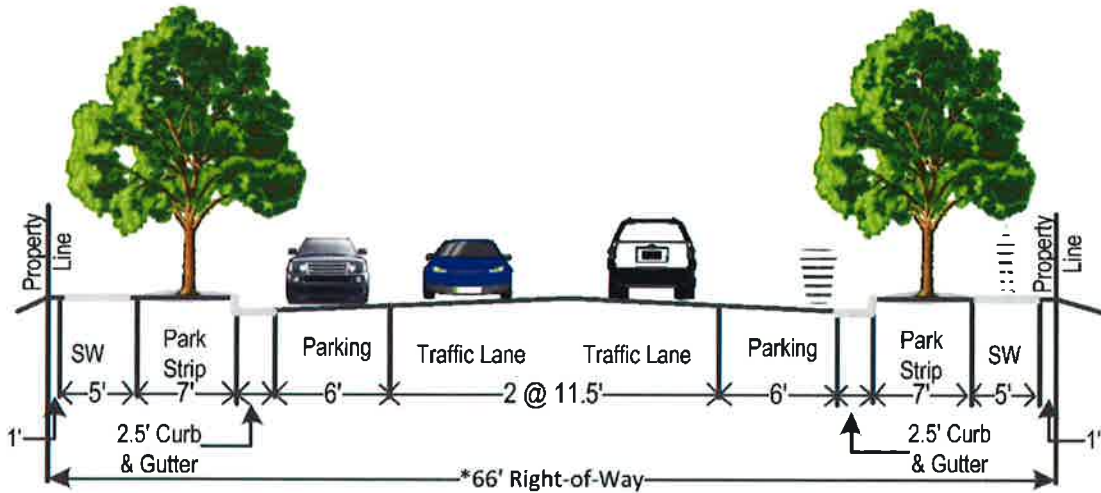 Property
Line
Property
Line
SW
Park
Strip
Parking
Traffic Lane
Traffic Lane
Parking
Park
Strip
SW
5'
7'
6'
2 @ 11.5'
6'
7'
5'
1'
2.5' Curb
& Gutter
2.5' Curb
& Gutter
1'
*66' Right-of-Way